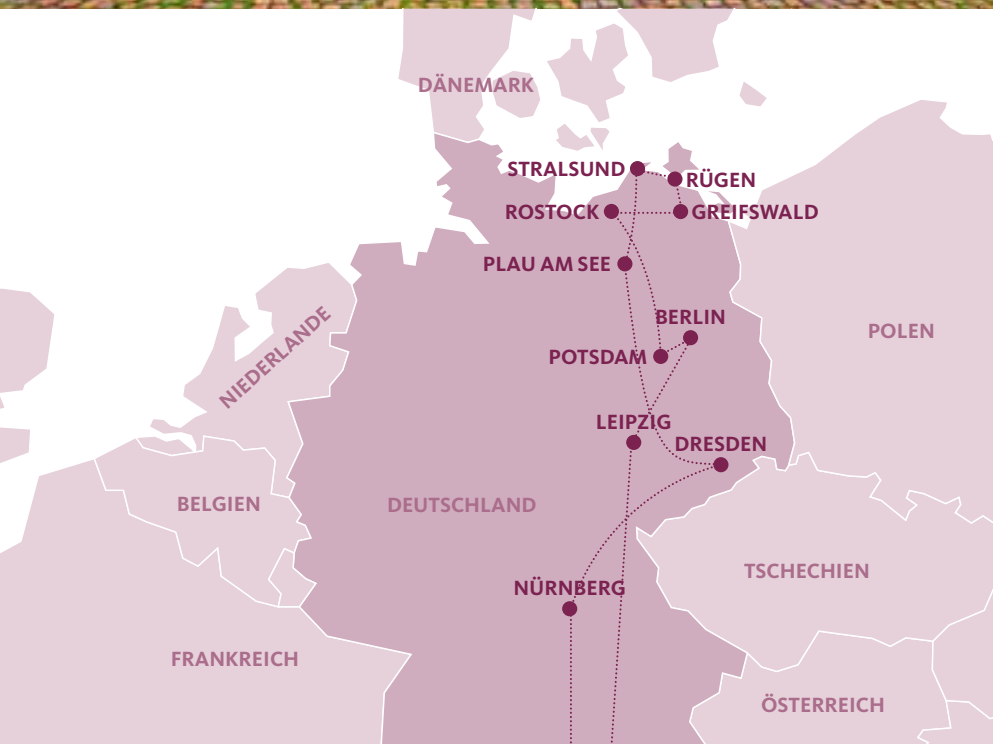 DÄNEMARK
STRALSUND
RÜGEN
ROSTOCK
GREIFSWALD
PLAU AM SEE
BERLIN
POLEN
NIEDERLANDE
POTSDAM
LEIPZIG
DRESDEN
BELGIEN
DEUTSCHLAND
TSCHECHIEN
NÜRNBERG
FRANKREICH
ÖSTERREICH